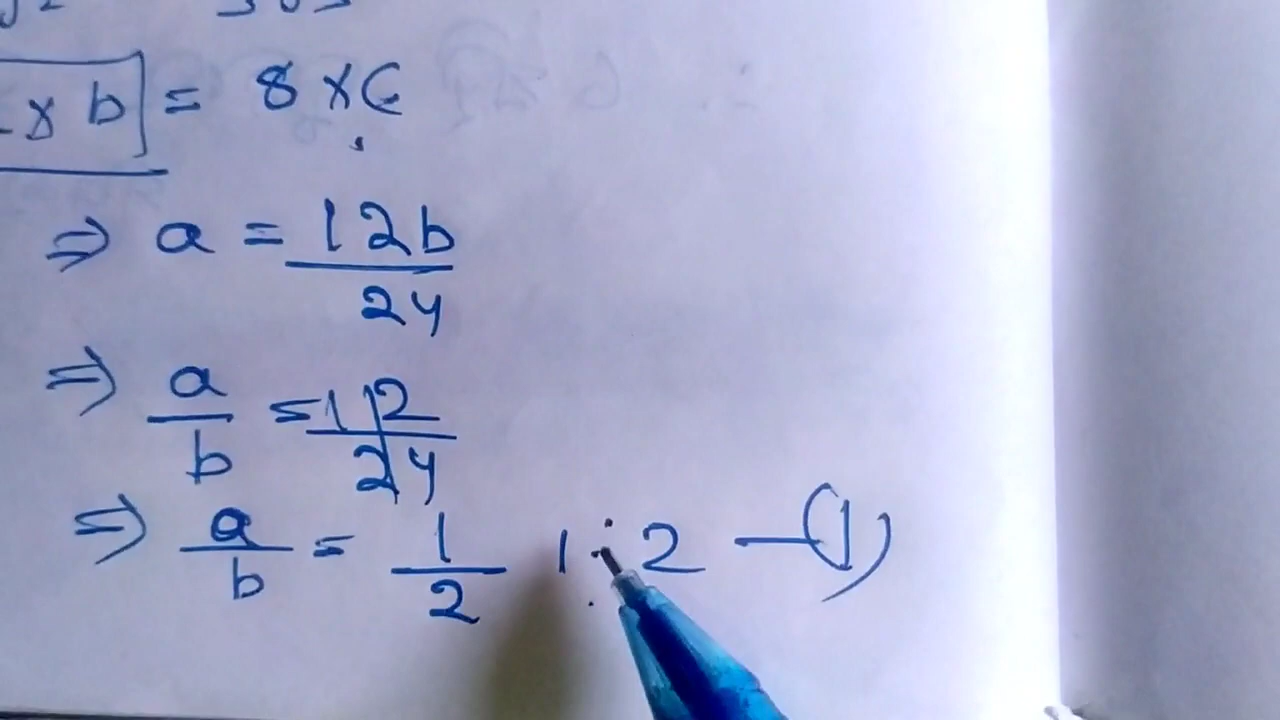 x b = 8 x C
⇒ a = 12b/24
⇒ a/b = 12/24
⇒ a/b = 1/2 1:2 — (1)